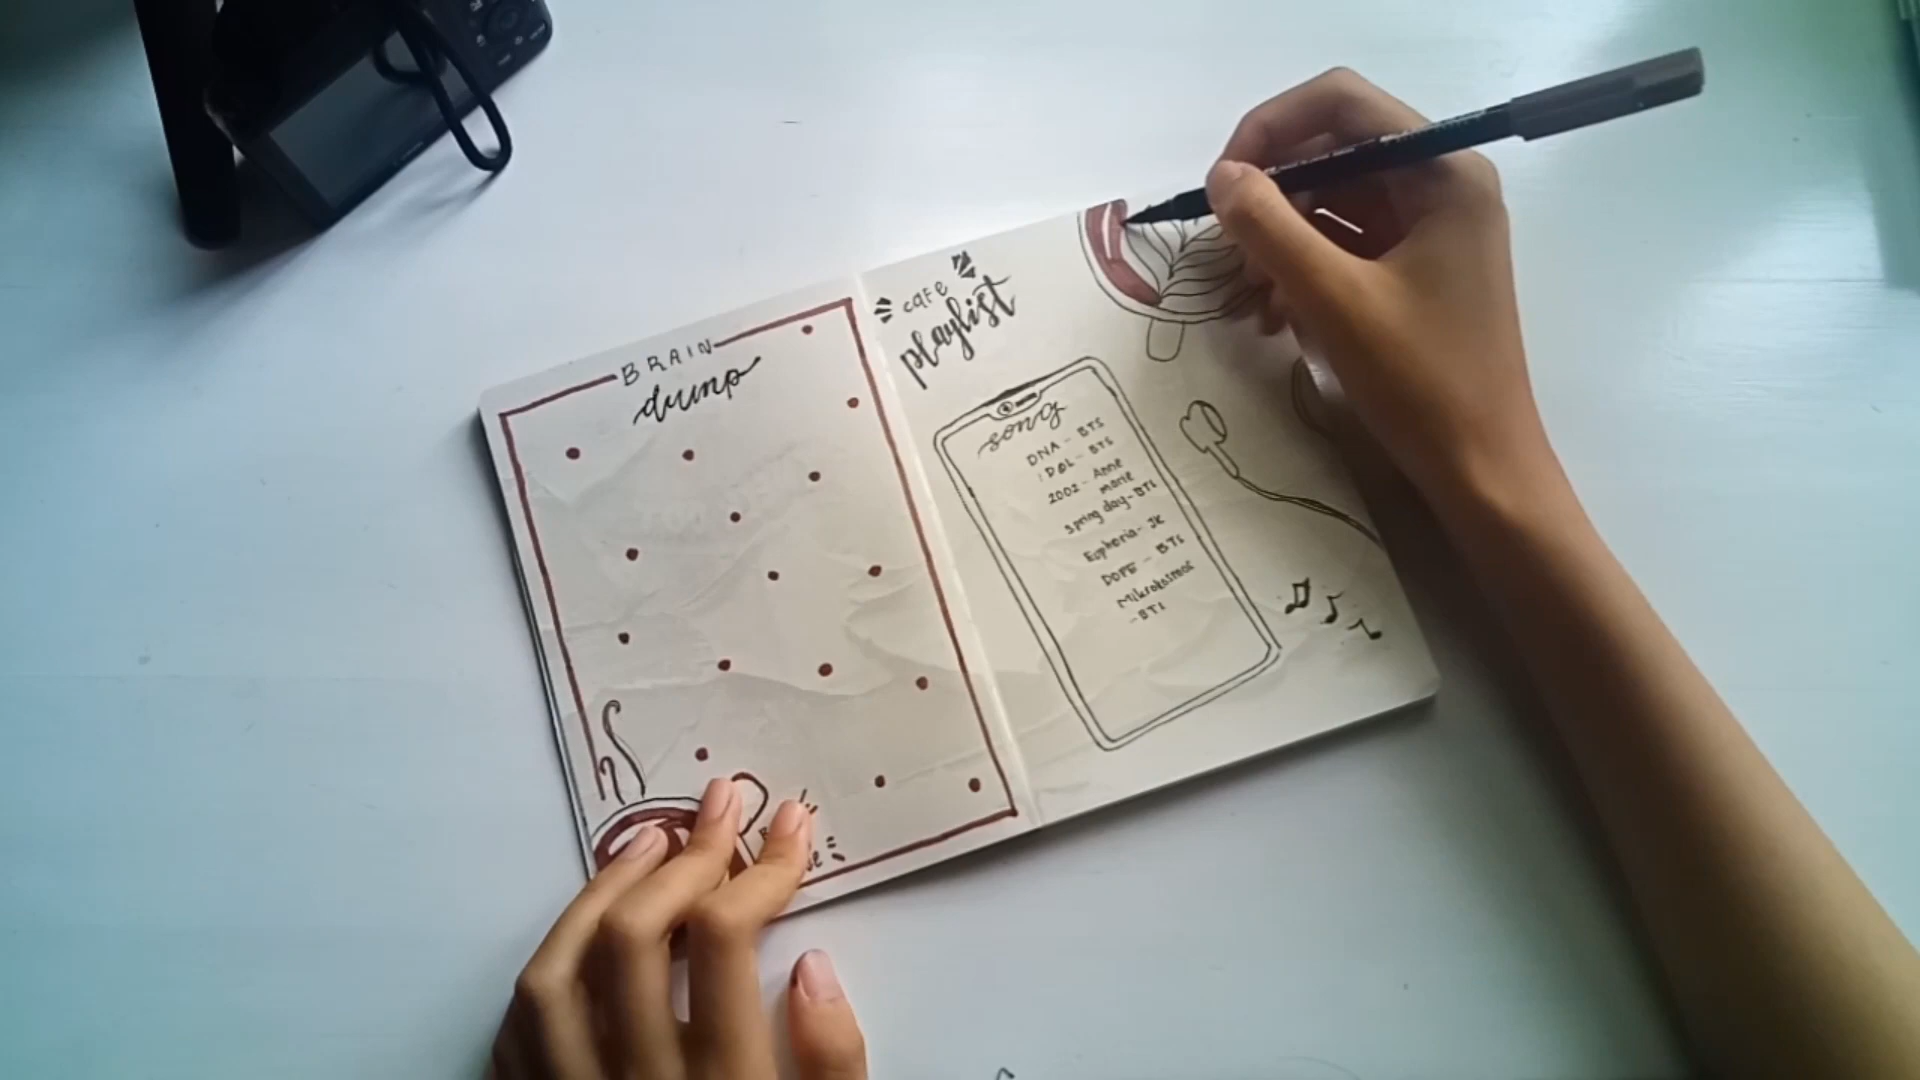 BRAIN
dump
cafe
playlist
song
DNA - BTS
IDOL - BTS
2002 - Anne
marie
spring day - BTS
Euphoria - JK
DOPE - BTS
Mikrokosmos
- BTS